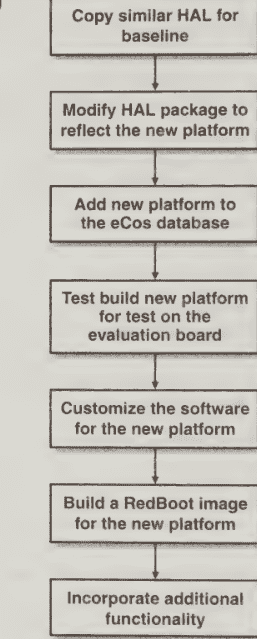 Copy similar HAL for
baseline
Modify HAL package to
reflect the new platform
Add new platform to
the eCos database
Test build new platform
for test on the
evaluation board
Customize the software
for the new platform
Build a RedBoot image
for the new platform
Incorporate additional
functionality